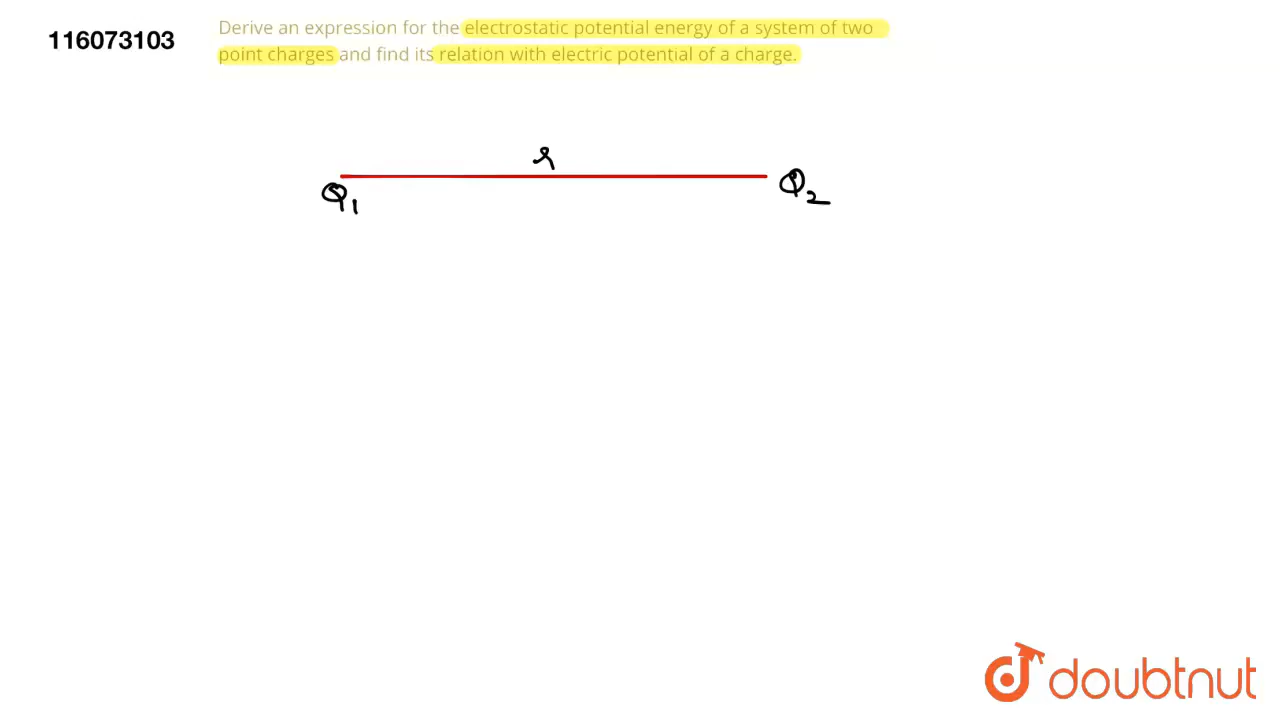 116073103
Derive an expression for the electrostatic potential energy of a system of two
point charges and find its relation with electric potential of a charge.
r
Q1
Q2
doubtnut